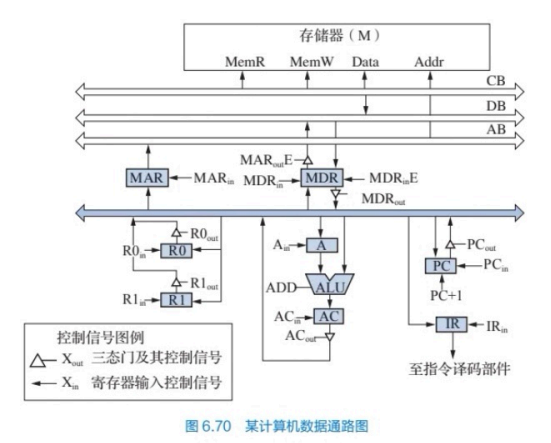 存储器（M）
MemR MemW Data Addr
CB
DB
AB
MARoutE
MAR MARin MDRin MDR MDRinE
MDRout
R0out
R0in R0
R1out
R1in R1
Ain A
ADD ALU
ACin AC
ACout
PCout
PC PCin
PC+1
IR IRin
至指令译码部件
控制信号图例
Xout 三态门及其控制信号
Xin 寄存器输入控制信号
图 6.70 某计算机数据通路图